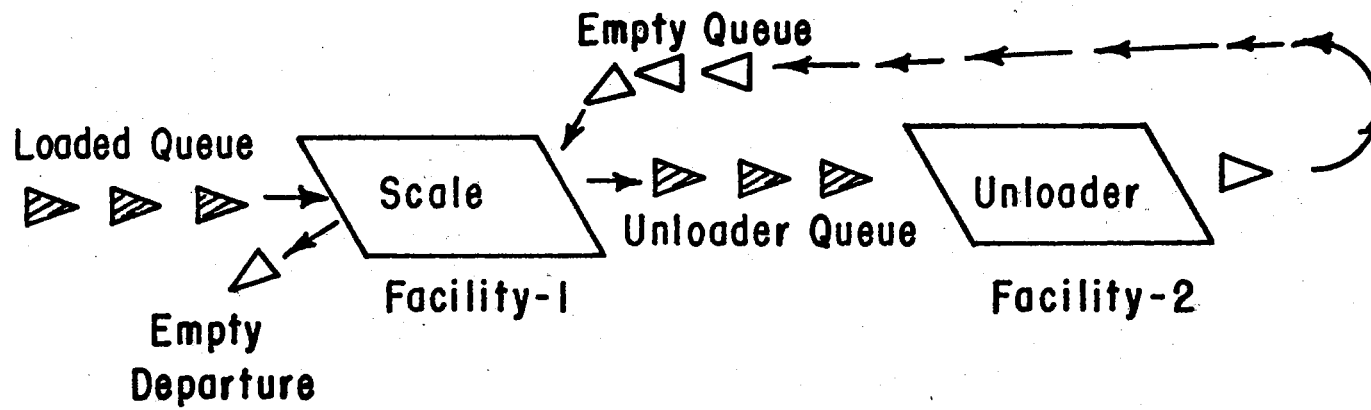 Empty Queue
Loaded Queue
Scale
Unloader
Unloader Queue
Facility-1
Facility-2
Empty
Departure